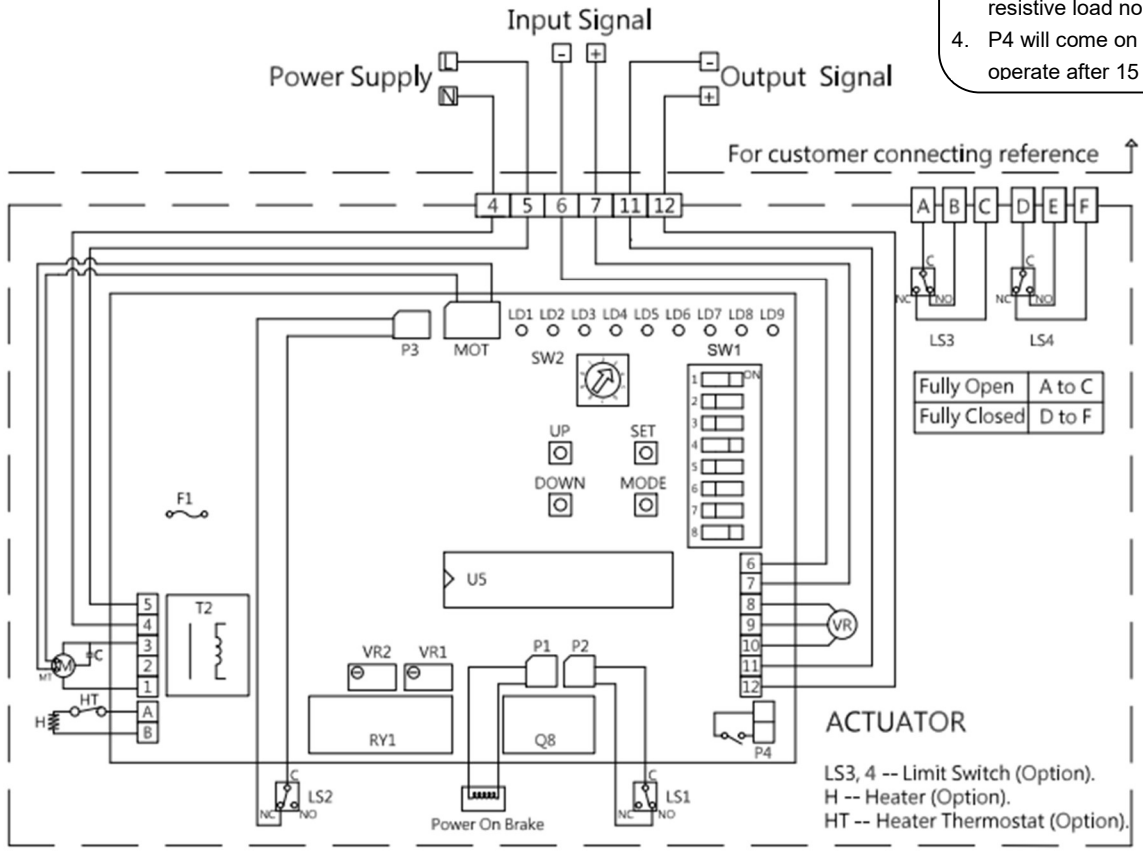 Input Signal
resistive load no
4. P4 will come on
operate after 15
Power Supply L - + - Output Signal
N +
For customer connecting reference
4 5 6 7 11 12
A B C D E F
C C
NC NO NC NO
LS3 LS4
Fully Open A to C
Fully Closed D to F
LD1 LD2 LD3 LD4 LD5 LD6 LD7 LD8 LD9
P3 MOT
SW2 SW1
ON
1
2
3
4
5
6
7
8
UP SET
DOWN MODE
F1
U5
T2
5
4
3
2
1
A
B
C
M
MT
HT
H
6
7
8
9
10
11
12
VR
VR2 VR1
P1 P2
RY1 Q8
P4
C
LS2
NC NO
Power On Brake
C
LS1
NC NO
ACTUATOR
LS3, 4 -- Limit Switch (Option).
H -- Heater (Option).
HT -- Heater Thermostat (Option).